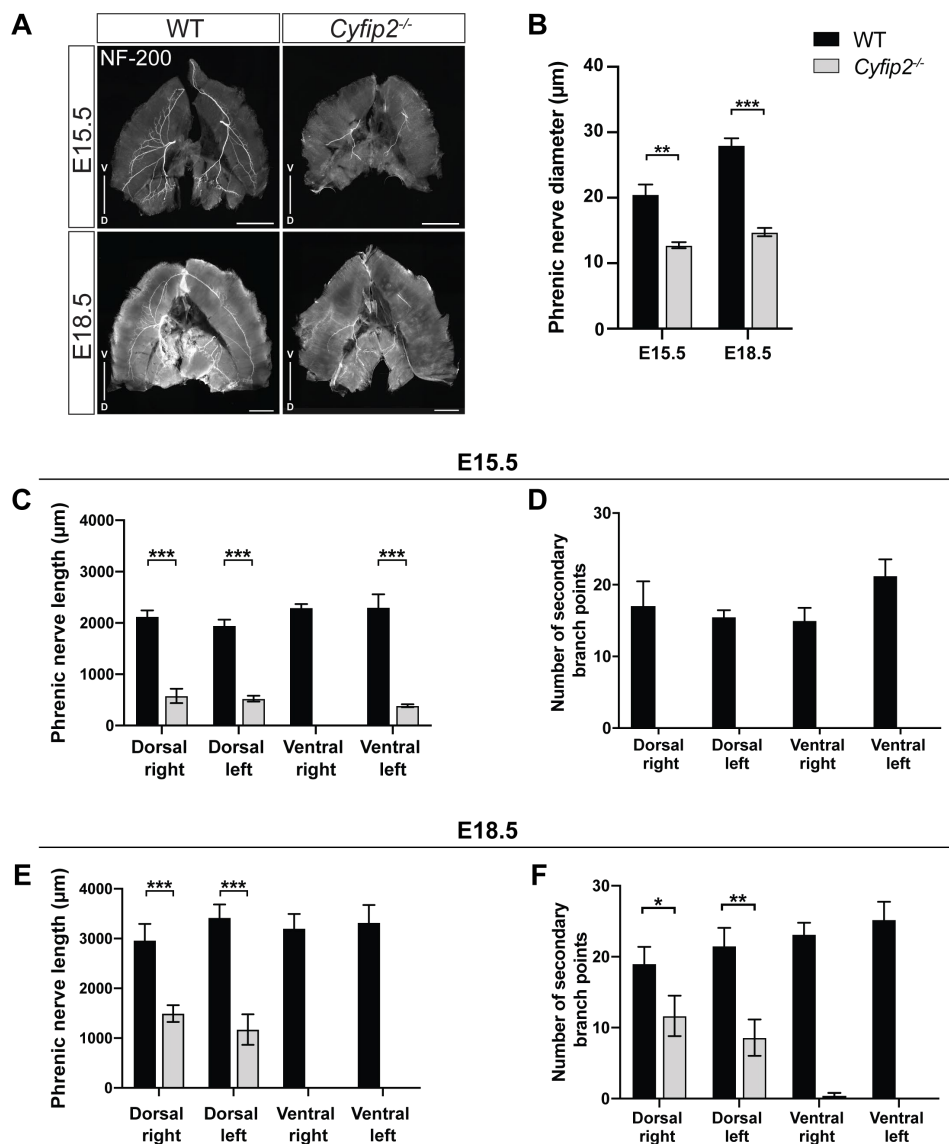 A
WT
Cyfip2-/-
E15.5
NF-200
V
D
V
D
E18.5
V
D
V
D
B
WT
Cyfip2-/-
Phrenic nerve diameter (µm)
40
30
20
10
0
**
***
E15.5
E18.5
E15.5
C
Phrenic nerve length (µm)
4000
3000
2000
1000
0
***
***
***
Dorsal
right
Dorsal
left
Ventral
right
Ventral
left
D
Number of secondary
branch points
30
20
10
0
Dorsal
right
Dorsal
left
Ventral
right
Ventral
left
E18.5
E
Phrenic nerve length (µm)
4000
3000
2000
1000
0
***
***
Dorsal
right
Dorsal
left
Ventral
right
Ventral
left
F
Number of secondary
branch points
30
20
10
0
*
**
Dorsal
right
Dorsal
left
Ventral
right
Ventral
left